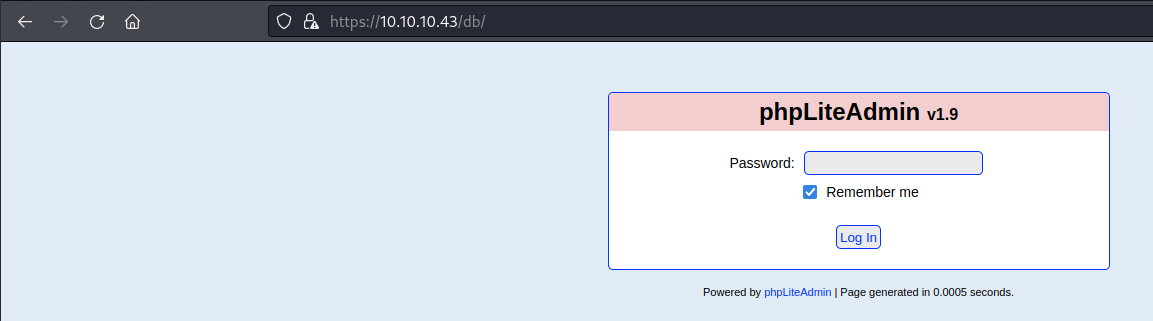 https://10.10.10.43/db/
phpLiteAdmin v1.9
Password:
Remember me
Log In
Powered by phpLiteAdmin | Page generated in 0.0005 seconds.